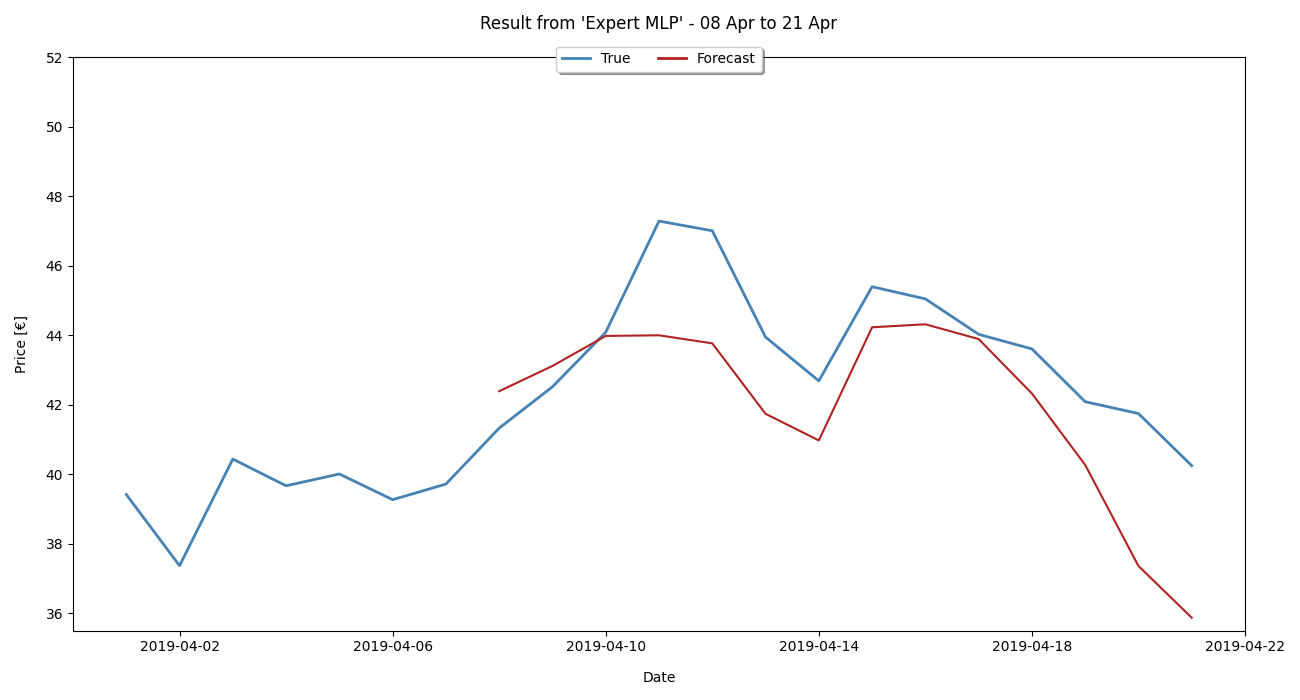 Result from 'Expert MLP' - 08 Apr to 21 Apr
True Forecast
52
50
48
46
44
42
40
38
36
Price [€]
2019-04-02 2019-04-06 2019-04-10 2019-04-14 2019-04-18 2019-04-22
Date